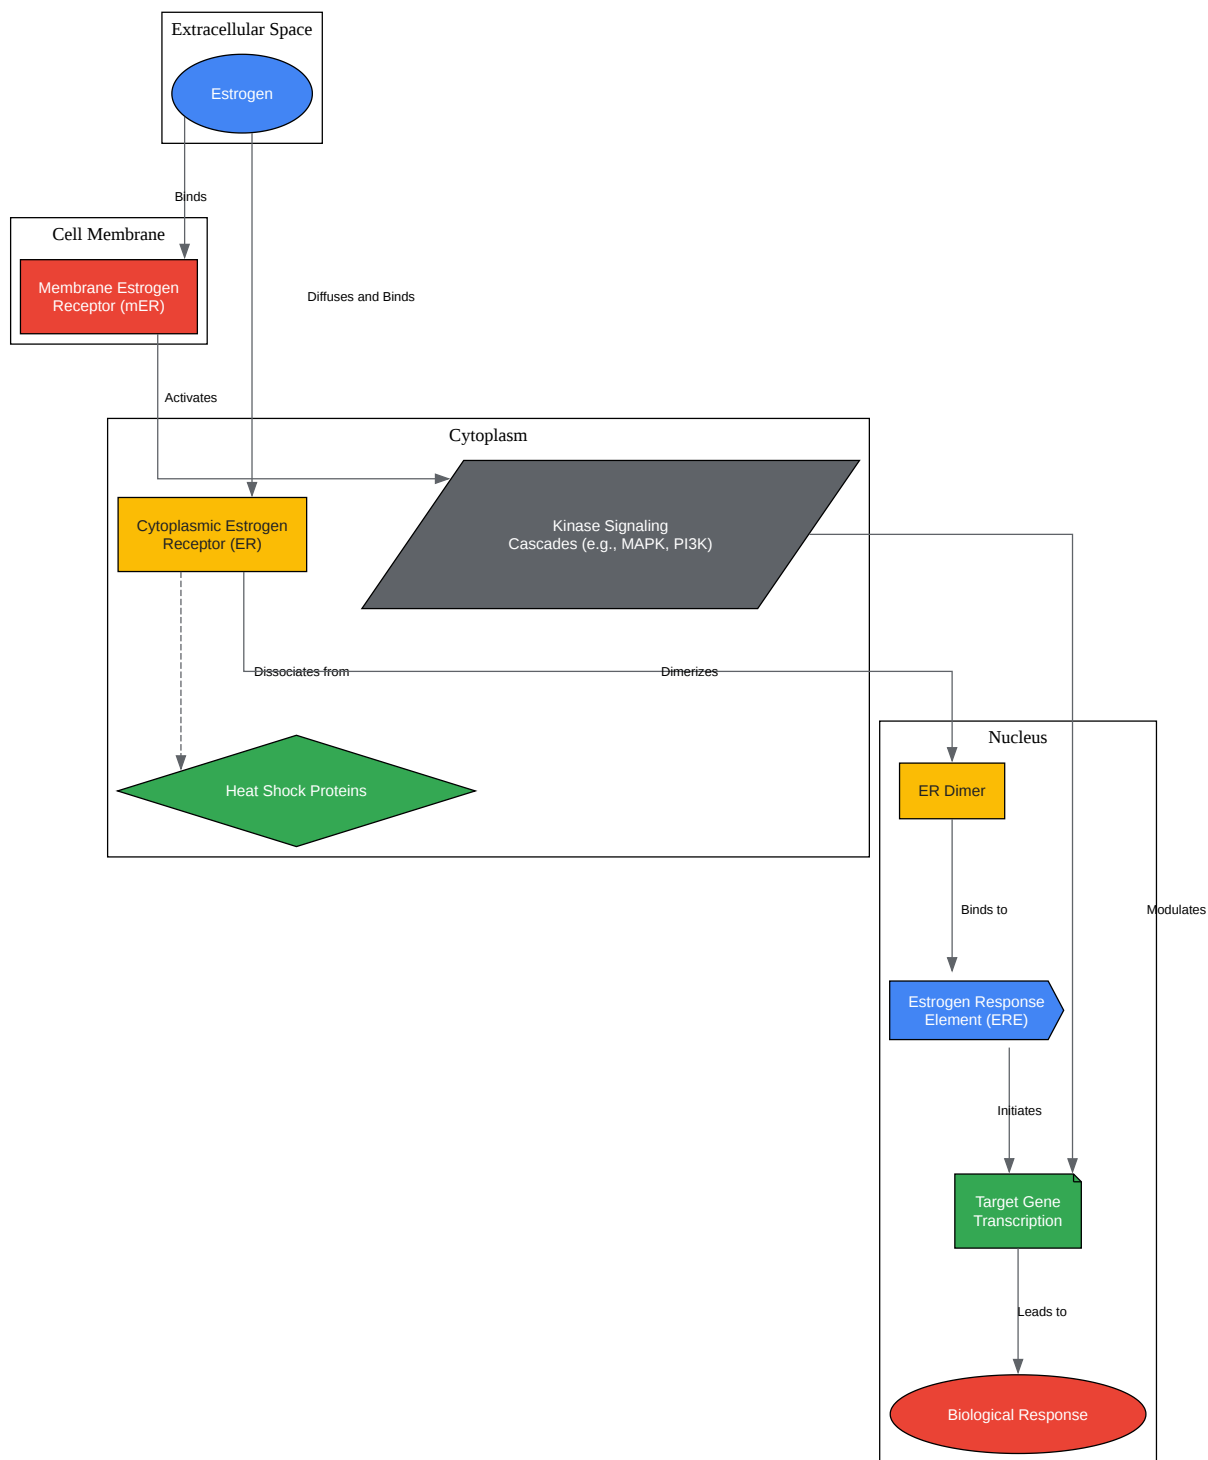 Extracellular Space
Estrogen
Binds
Cell Membrane
Membrane Estrogen
Receptor (mER)
Diffuses and Binds
Activates
Cytoplasm
Cytoplasmic Estrogen
Receptor (ER)
Kinase Signaling
Cascades (e.g., MAPK, PI3K)
Dissociates from
Dimerizes
Nucleus
Heat Shock Proteins
ER Dimer
Binds to
Modulates
Estrogen Response
Element (ERE)
Initiates
Target Gene
Transcription
Leads to
Biological Response